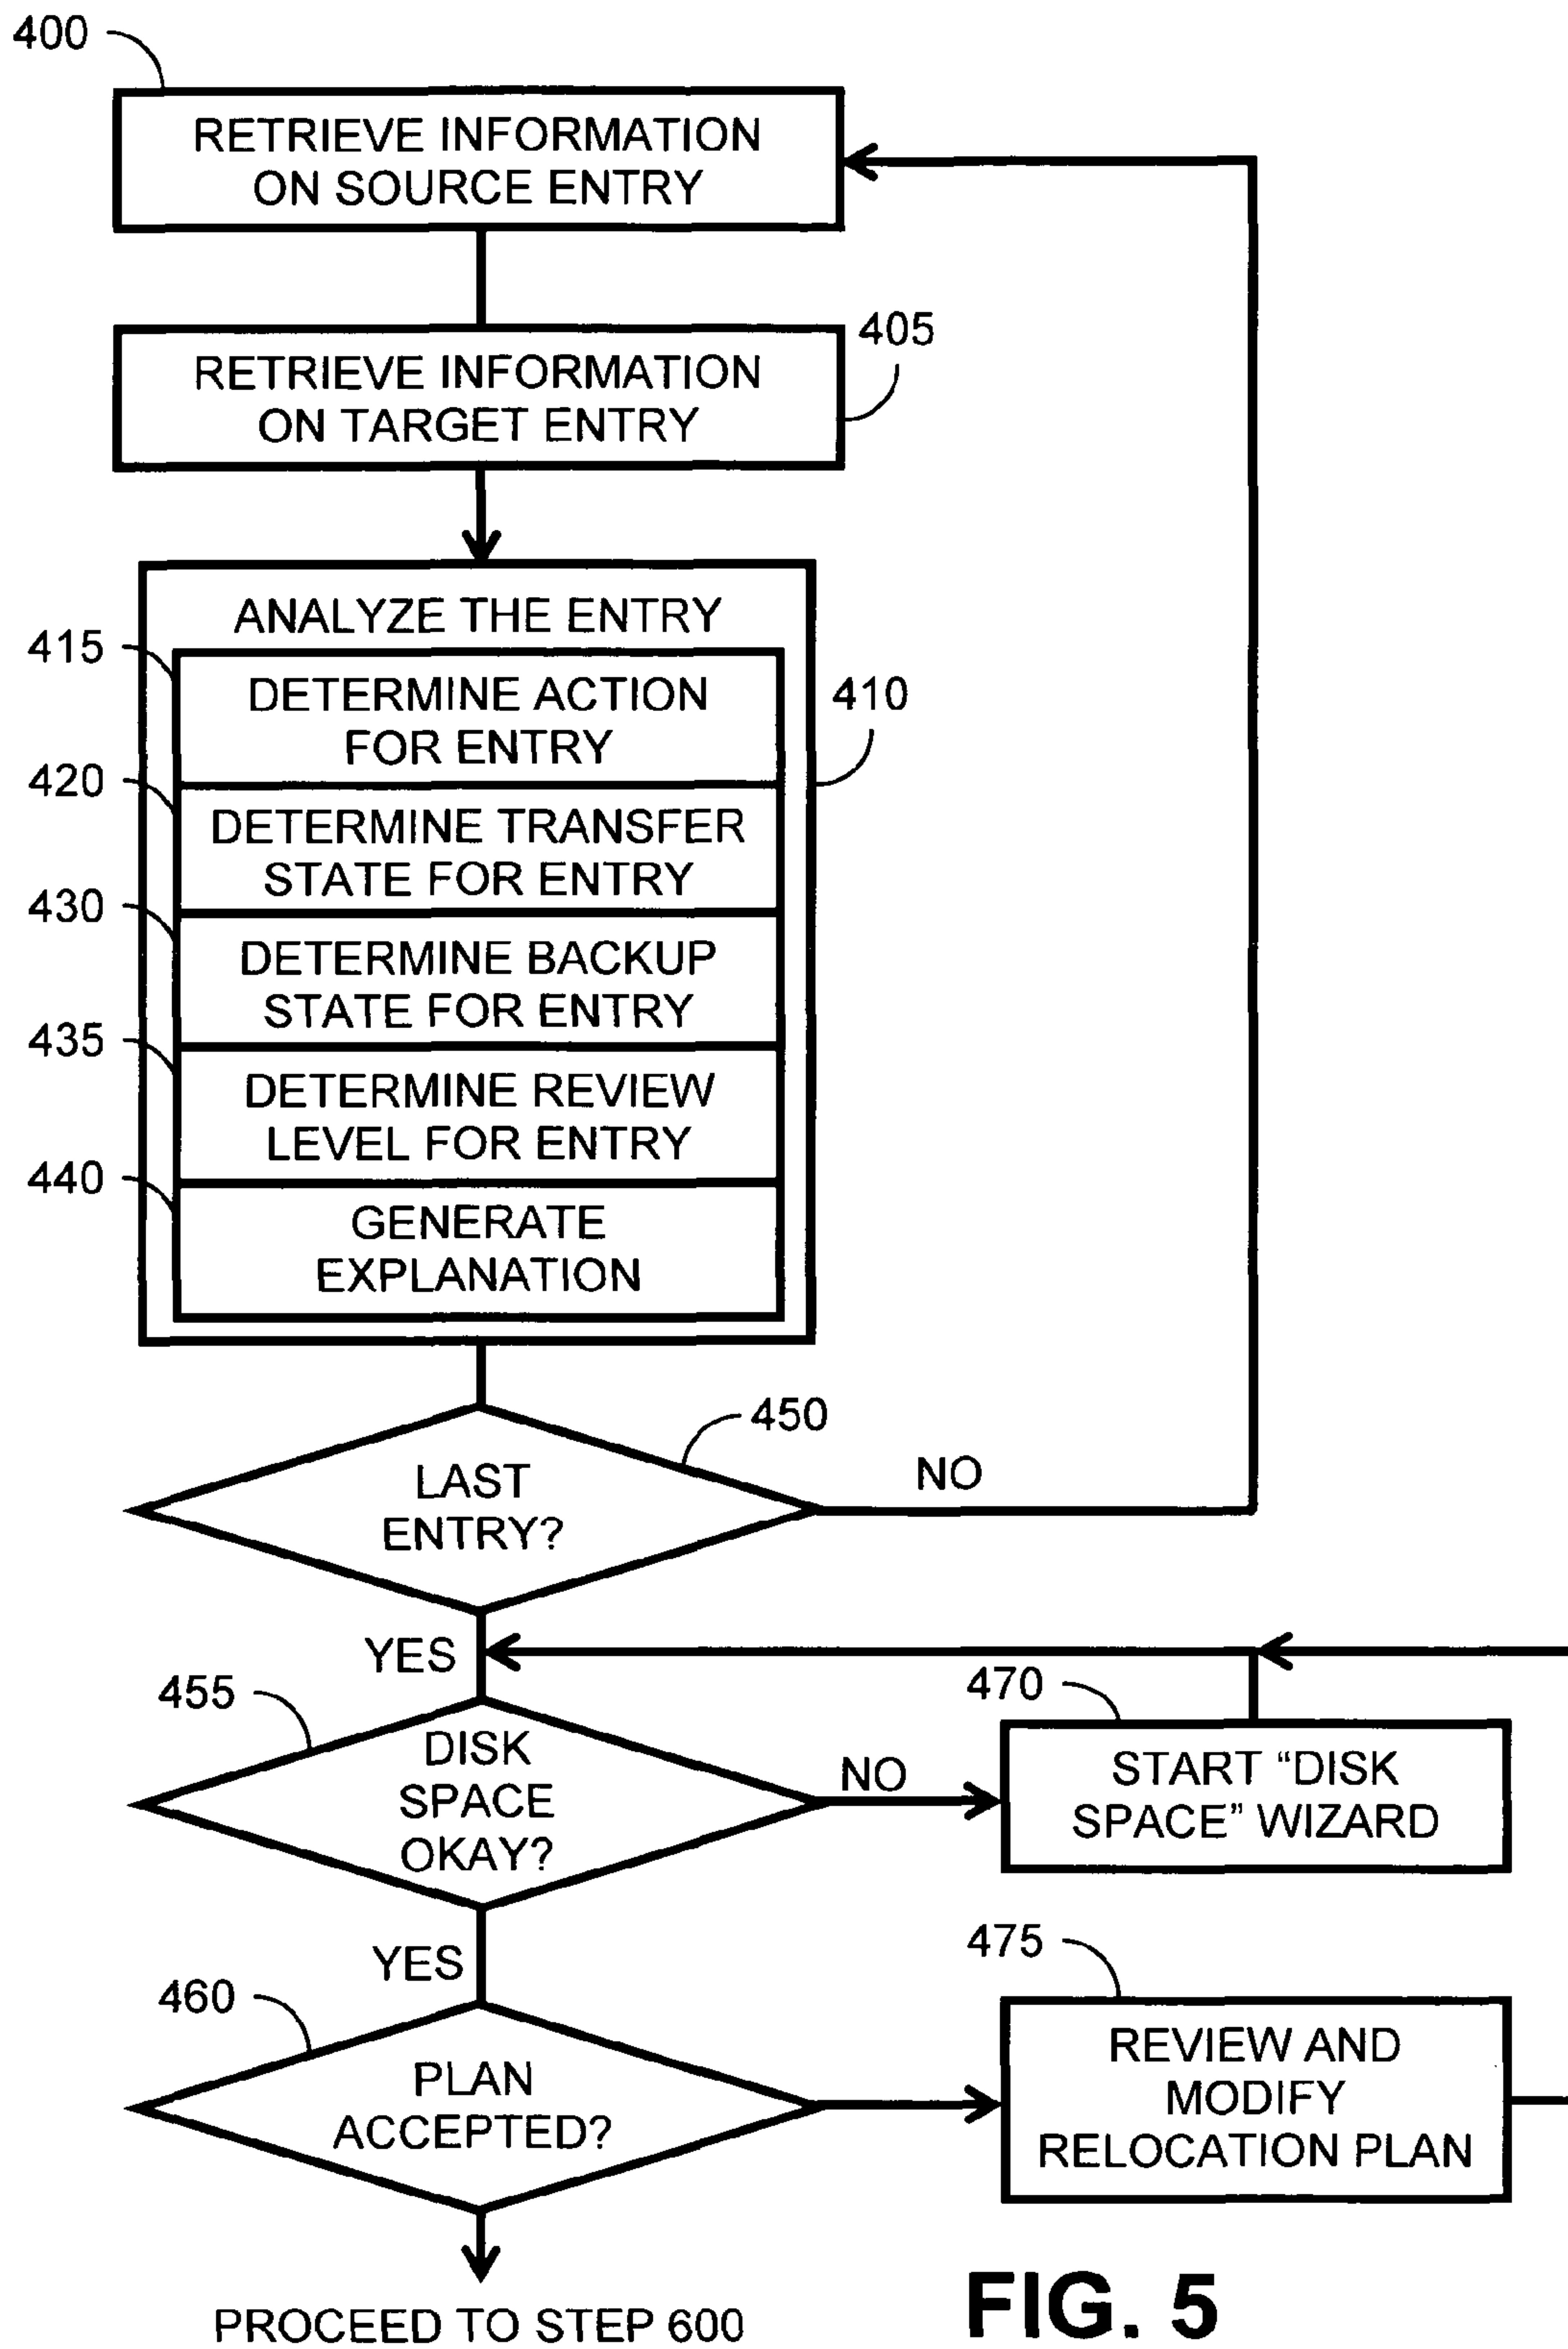 400
RETRIEVE INFORMATION
ON SOURCE ENTRY
405
RETRIEVE INFORMATION
ON TARGET ENTRY
ANALYZE THE ENTRY
415
DETERMINE ACTION
FOR ENTRY
410
420
DETERMINE TRANSFER
STATE FOR ENTRY
430
DETERMINE BACKUP
STATE FOR ENTRY
435
DETERMINE REVIEW
LEVEL FOR ENTRY
440
GENERATE
EXPLANATION
450
LAST
ENTRY?
NO
YES
455
DISK
SPACE
OKAY?
NO
470
START “DISK
SPACE” WIZARD
YES
460
PLAN
ACCEPTED?
475
REVIEW AND
MODIFY
RELOCATION PLAN
PROCEED TO STEP 600
FIG. 5